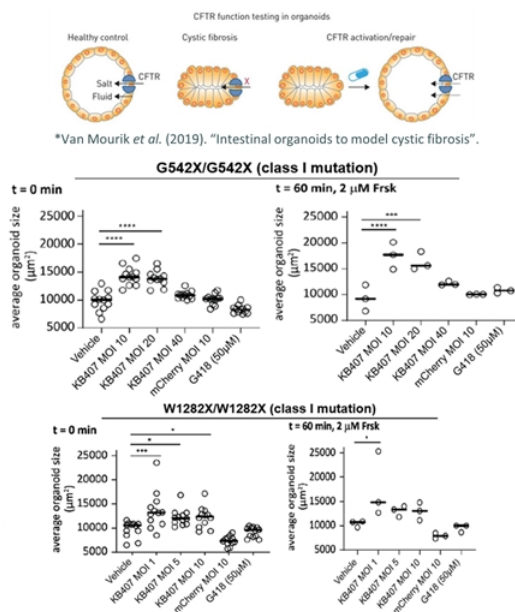 CFTR function testing in organoids
Healthy control
Cystic fibrosis
CFTR activation/repair
CFTR
Salt
Fluid
X
CFTR
*Van Mourik et al. (2019). “Intestinal organoids to model cystic fibrosis”.
G542X/G542X (class I mutation)
t = 0 min
t = 60 min, 2 μM Frsk
average organoid size
(μm²)
25000
20000
15000
10000
5000
****
****
Vehicle
KB407 MOI 10
KB407 MOI 20
KB407 MOI 40
mCherry MOI 10
G418 (50μM)
average organoid size
(μm²)
25000
20000
15000
10000
5000
***
****
Vehicle
KB407 MOI 10
KB407 MOI 20
KB407 MOI 40
mCherry MOI 10
G418 (50μM)
W1282X/W1282X (class I mutation)
t = 0 min
t = 60 min, 2 μM Frsk
average organoid size
(μm²)
25000
20000
15000
10000
5000
*
*
***
Vehicle
KB407 MOI 1
KB407 MOI 5
KB407 MOI 10
mCherry MOI 10
G418 (50μM)
average organoid size
(μm²)
25000
20000
15000
10000
5000
*
Vehicle
KB407 MOI 1
KB407 MOI 5
KB407 MOI 10
mCherry MOI 10
G418 (50μM)